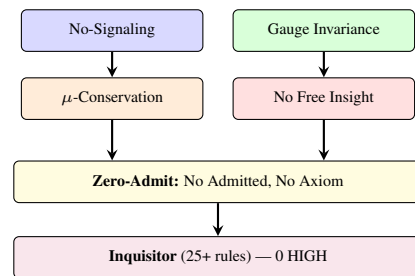 No-Signaling
Gauge Invariance
μ-Conservation
No Free Insight
Zero-Admit: No Admitted, No Axiom
Inquisitor (25+ rules) — 0 HIGH